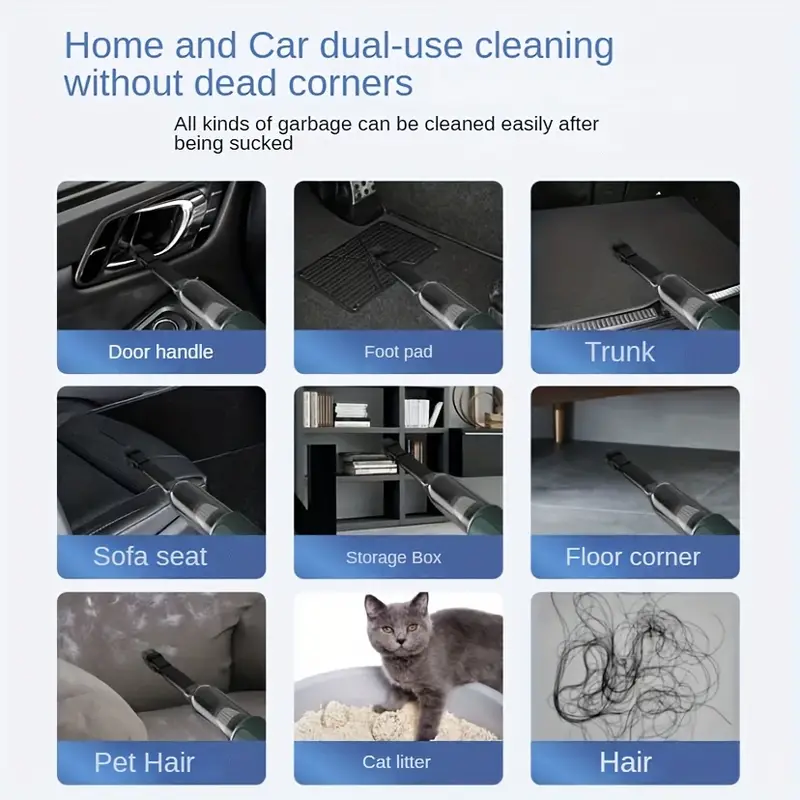 Home and Car dual-use cleaning
without dead corners
All kinds of garbage can be cleaned easily after
being sucked
Door handle
Foot pad
Trunk
Sofa seat
Storage Box
Floor corner
Pet Hair
Cat litter
Hair